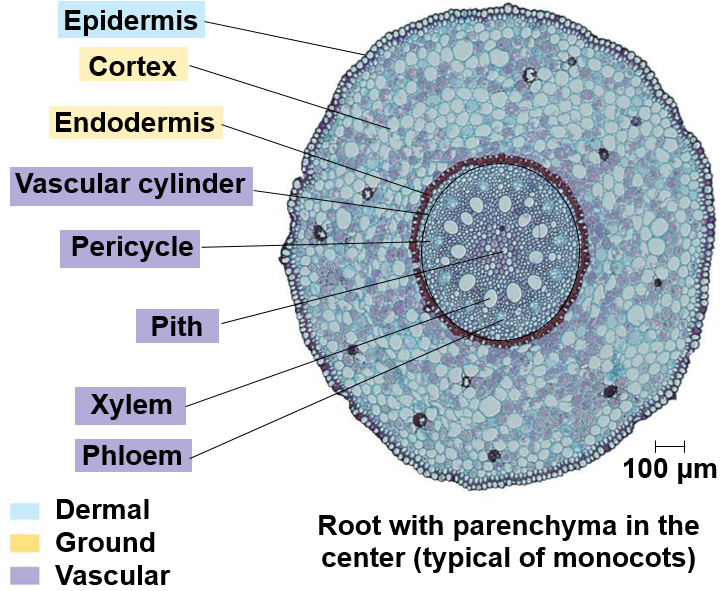 Epidermis
Cortex
Endodermis
Vascular cylinder
Pericycle
Pith
Xylem
Phloem
100 µm
Dermal
Ground
Vascular
Root with parenchyma in the
center (typical of monocots)